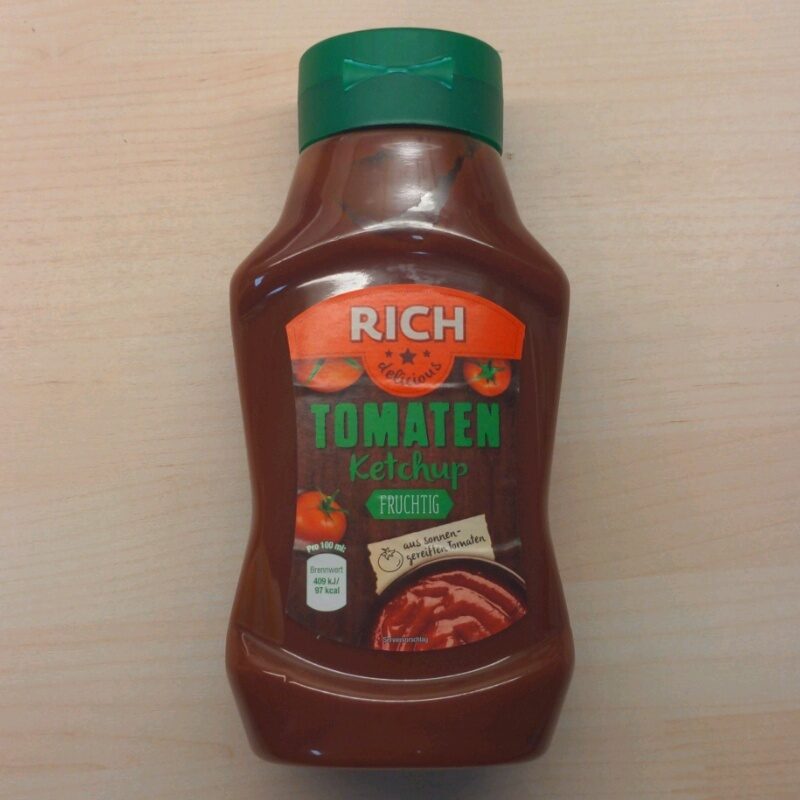 RICH
delicious
TOMATEN
Ketchup
FRUCHTIG
aus sonnen-
gereiften Tomaten
Pro 100 ml:
Brennwert
409 kJ/
97 kcal
Serviervorschlag